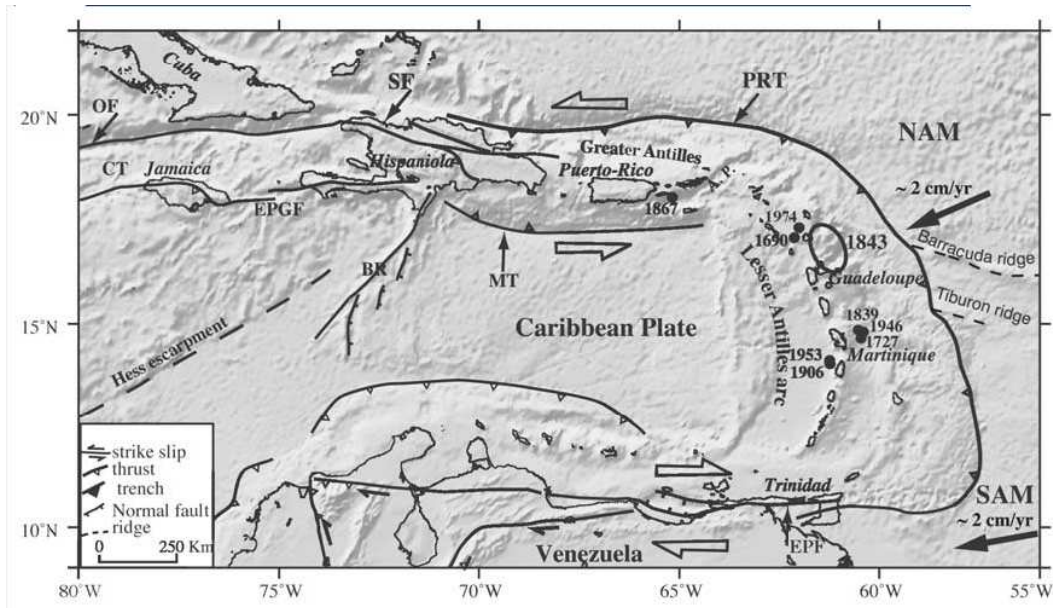 Cuba
SF
PRT
OF
20°N
NAM
Greater Antilles
CT
Jamaica
Hispaniola
Puerto-Rico
A. P.
~ 2 cm/yr
EPGF
1867
1974
1690
1843
Barracuda ridge
BR
MT
Guadeloupe
Tiburon ridge
Lesser Antilles arc
15°N
Caribbean Plate
1839
1946
1727
Hess escarpment
1953
Martinique
1906
strike slip
thrust
trench
Normal fault
ridge
0 250 Km
Trinidad
SAM
10°N
~ 2 cm/yr
Venezuela
EPF
80°W 75°W 70°W 65°W 60°W 55°W